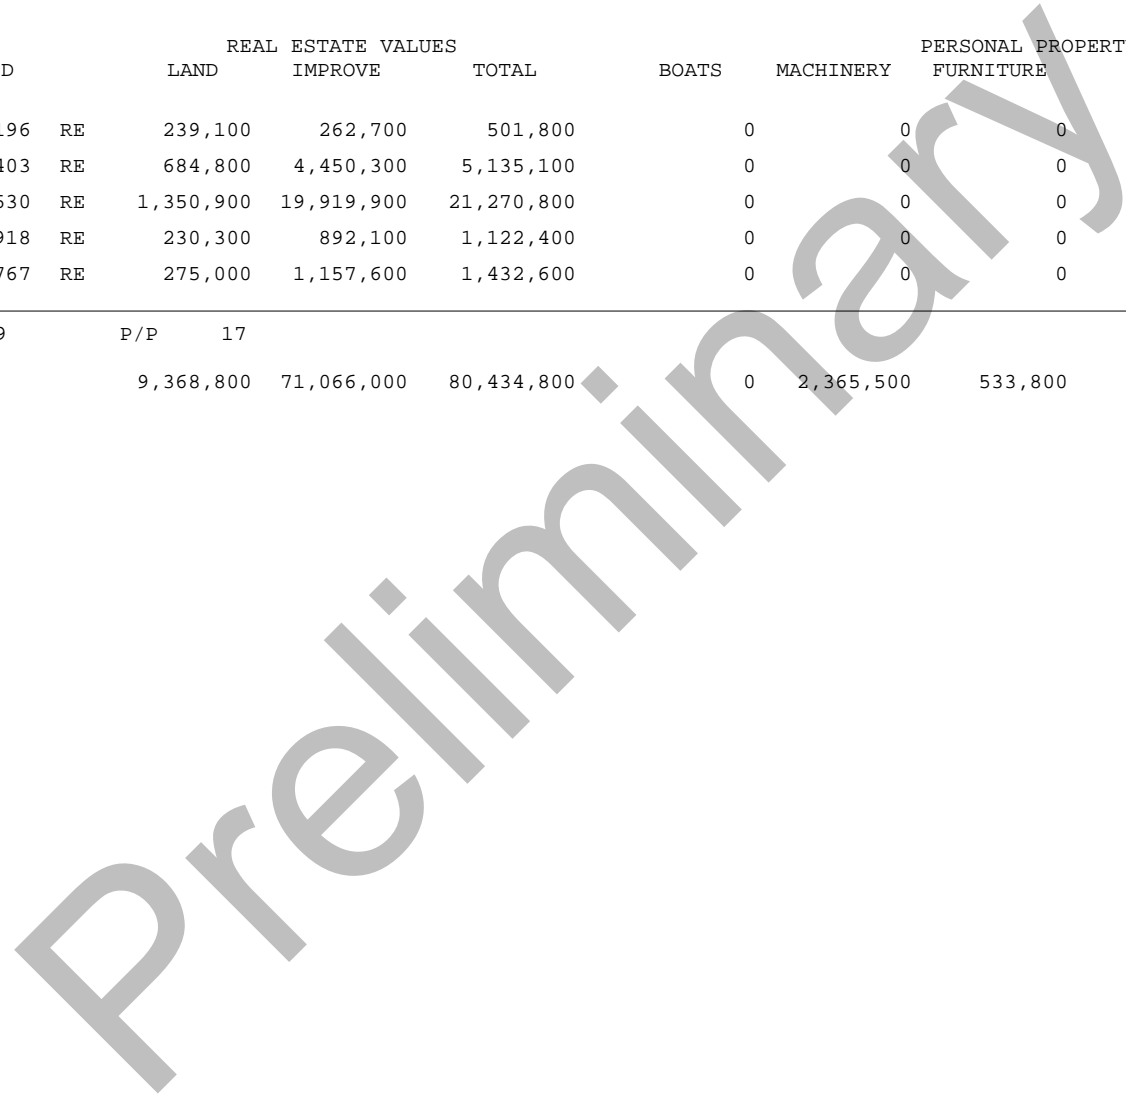 REAL ESTATE VALUES PERSONAL PROPERT
D LAND IMPROVE TOTAL BOATS MACHINERY FURNITURE
196 RE 239,100 262,700 501,800 0 0 0
403 RE 684,800 4,450,300 5,135,100 0 0 0
530 RE 1,350,900 19,919,900 21,270,800 0 0 0
918 RE 230,300 892,100 1,122,400 0 0 0
767 RE 275,000 1,157,600 1,432,600 0 0 0
9 P/P 17
9,368,800 71,066,000 80,434,800 0 2,365,500 533,800
Preliminary